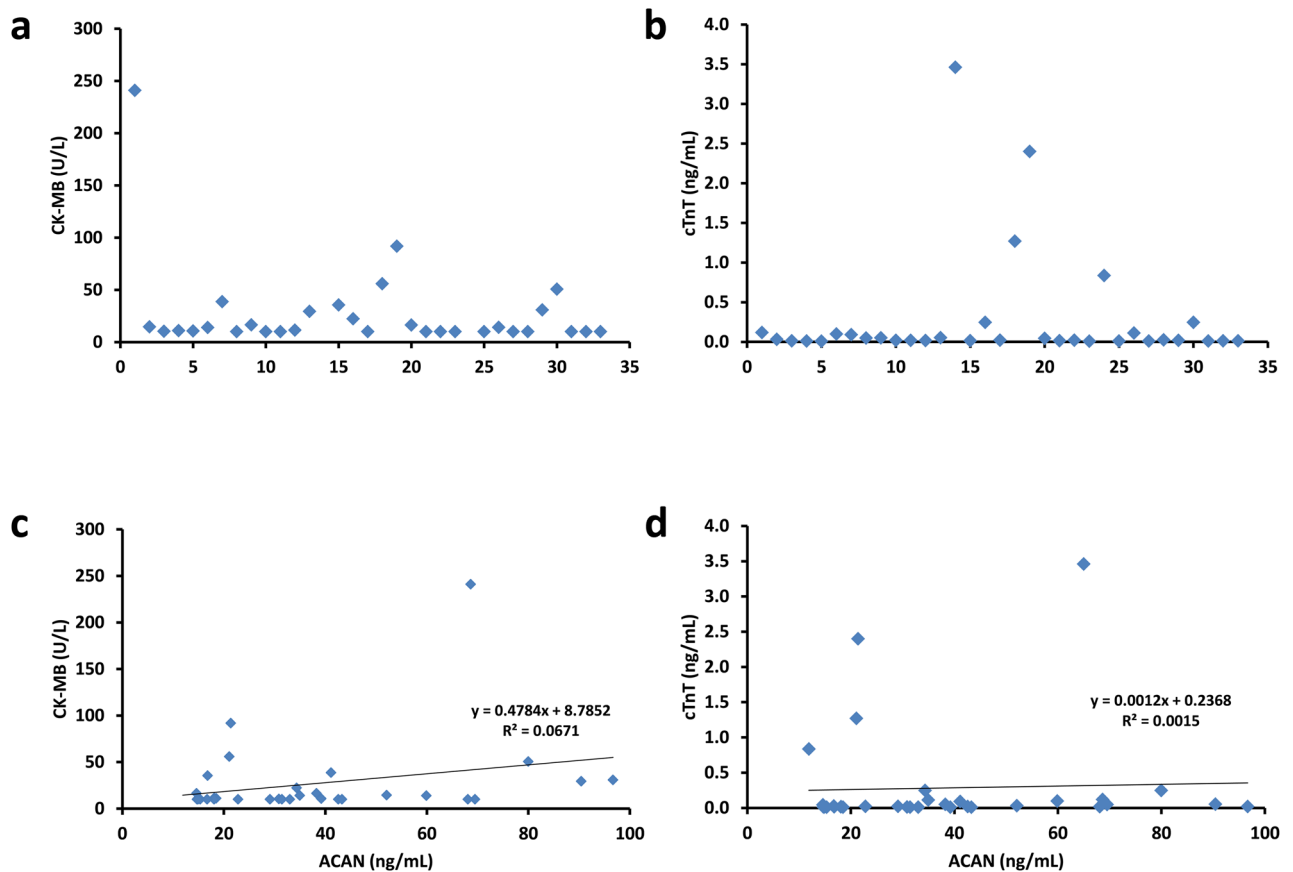 a
CK-MB (U/L)
300
250
200
150
100
50
0
0 5 10 15 20 25 30 35
b
cTnT (ng/mL)
4.0
3.5
3.0
2.5
2.0
1.5
1.0
0.5
0.0
0 5 10 15 20 25 30 35
c
CK-MB (U/L)
300
250
200
150
100
50
0
y = 0.4784x + 8.7852
R² = 0.0671
0 20 40 60 80 100
ACAN (ng/mL)
d
cTnT (ng/mL)
4.0
3.5
3.0
2.5
2.0
1.5
1.0
0.5
0.0
y = 0.0012x + 0.2368
R² = 0.0015
0 20 40 60 80 100
ACAN (ng/mL)